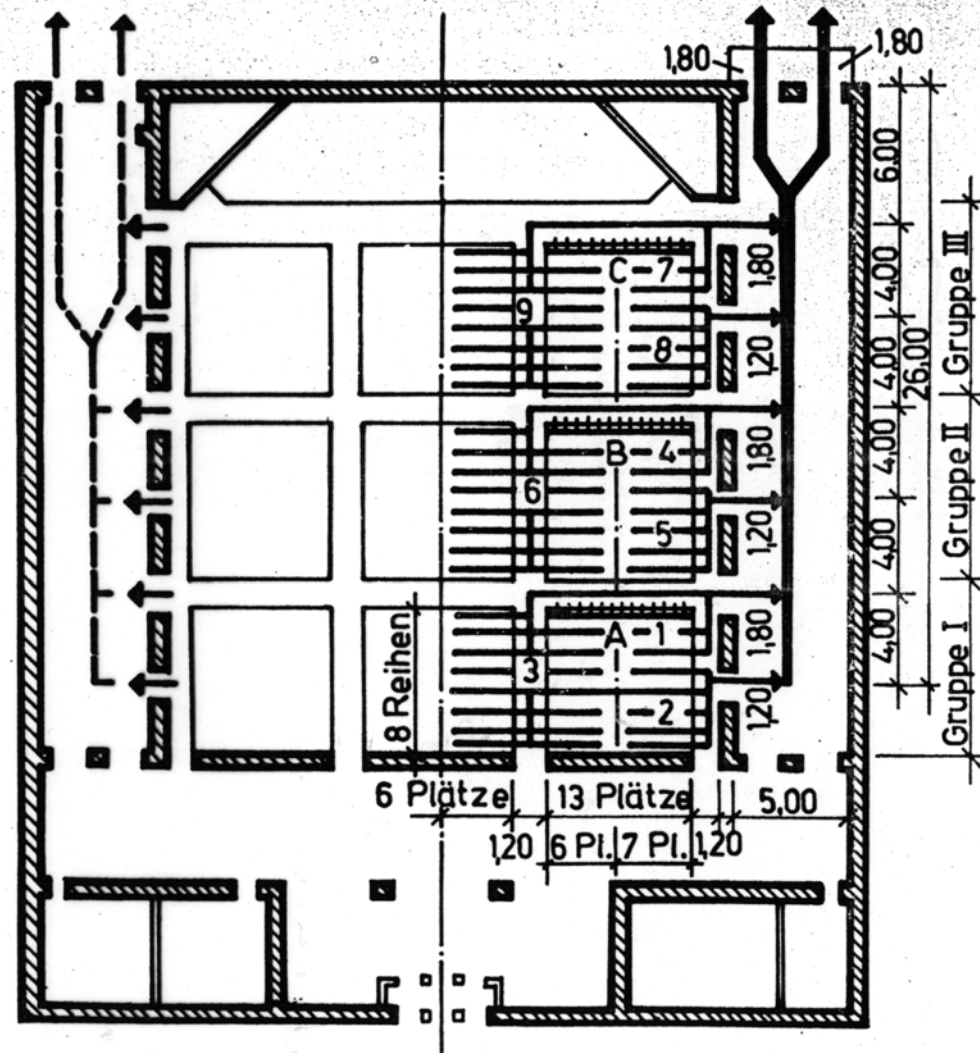 1,80
1,80
6.00
C
7
1,80
4,00
Gruppe III
9
8
1,20
4,00
26,00
B
4
1,80
4,00
Gruppe II
6
5
1,20
4,00
A
1
1,80
4,00
Gruppe I
3
8 Reihen
2
1,20
6 Plätze
13 Plätze
5,00
1,20
6 Pl.
7 Pl.
1,20